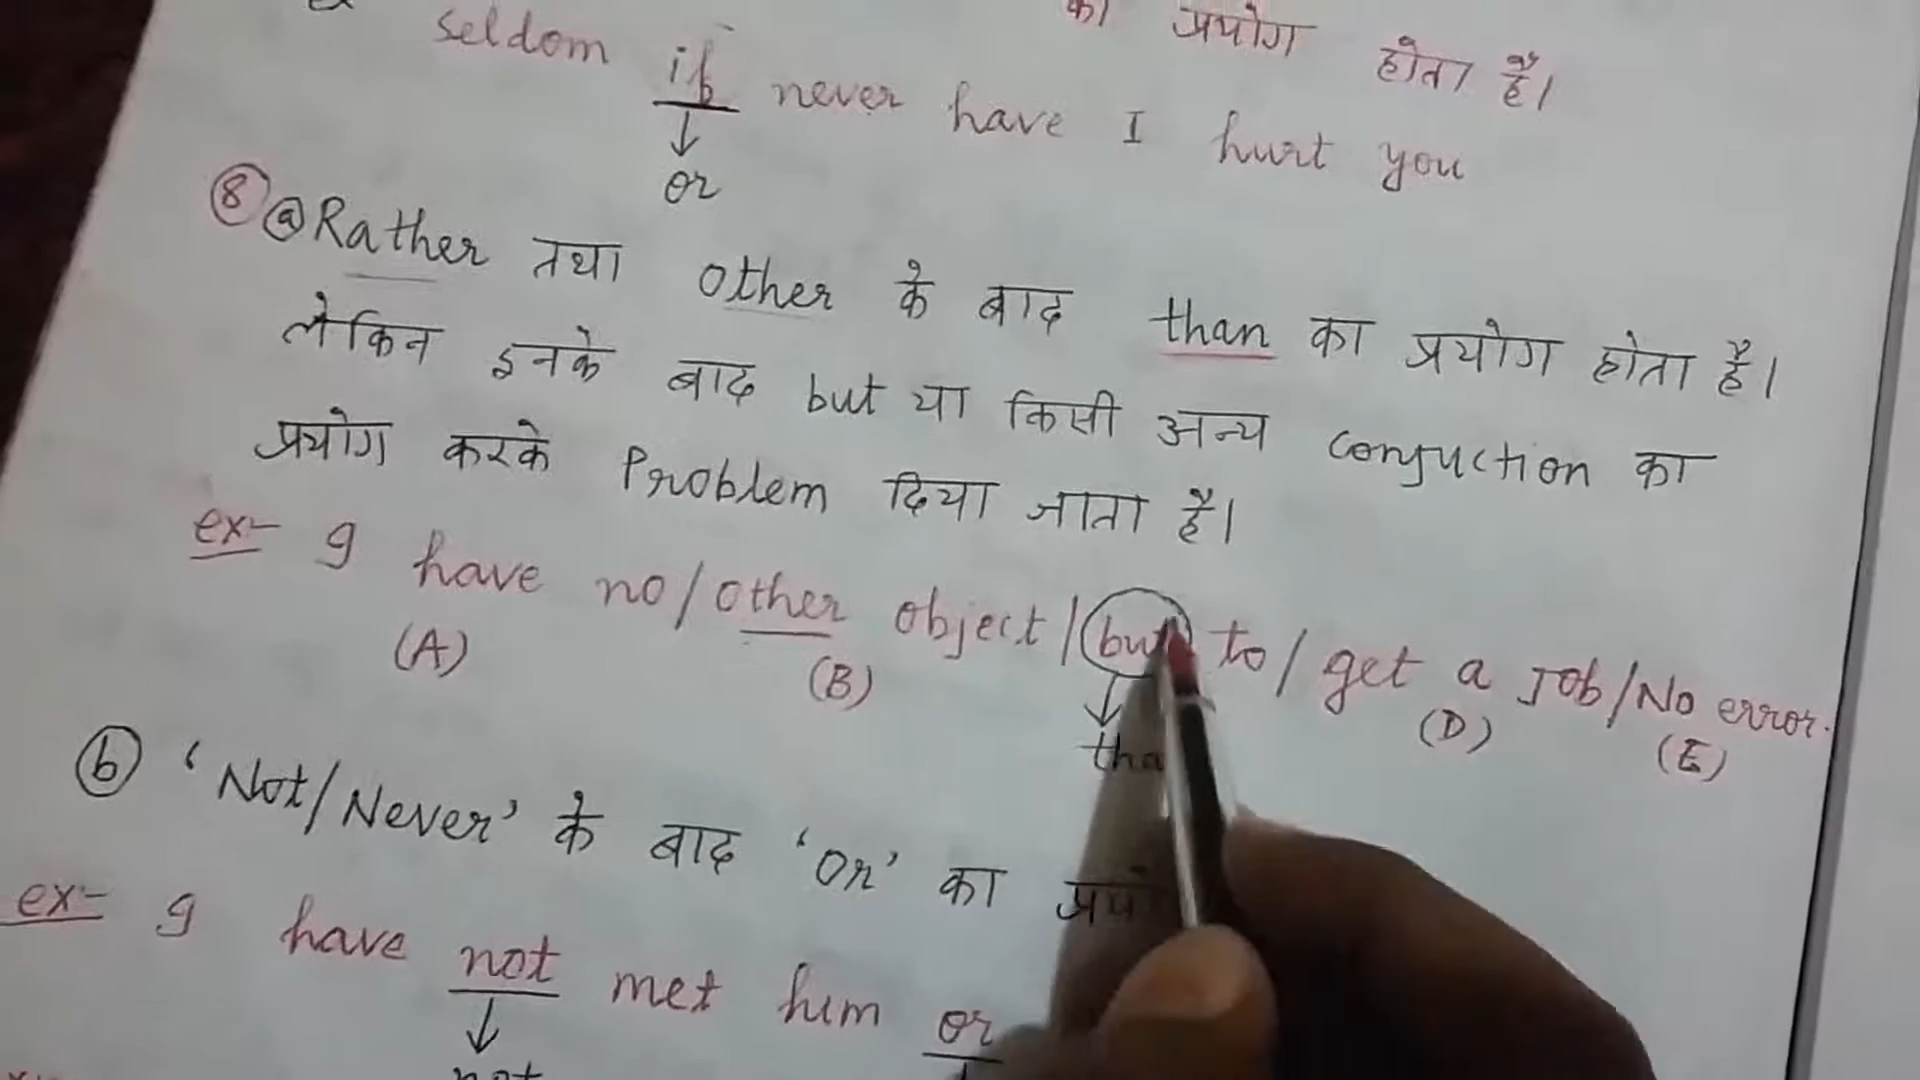 का प्रयोग होता है।
seldom if never have I hurt you
↓
or
⑧ ⓐ Rather तथा other के बाद than का प्रयोग होता है।
लेकिन इनके बाद but या किसी अन्य conjuction का
प्रयोग करके Problem दिया जाता है।
ex:- I have no / other object / but to / get a Job / No error.
(A) (B) (D) (E)
↓
ⓑ 'Not/Never' के बाद 'or' का
ex:- I have not met him or
↓
not